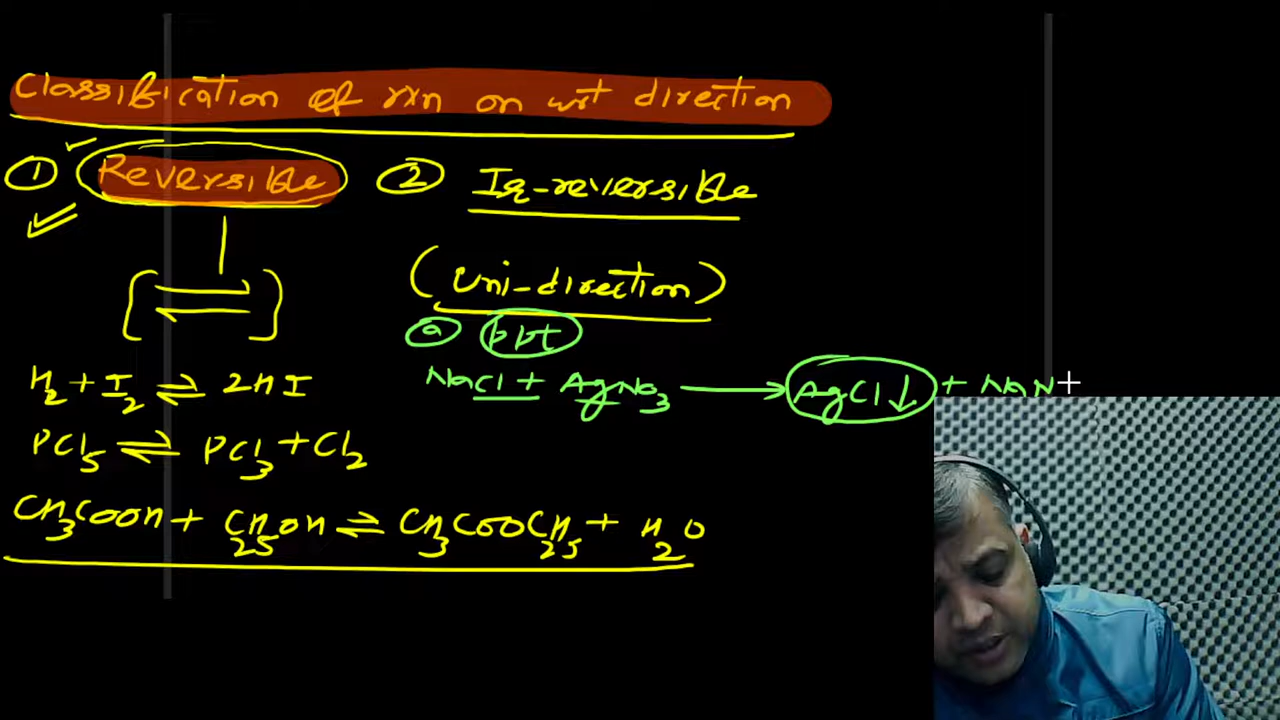 Classification of rxn on wrt direction
① Reversible ② Irr-reversible
(Uni-direction)
ⓐ ppt
H2 + I2 ⇌ 2HI
NaCl + AgNO3 ⟶ AgCl↓ + NaN
PCl5 ⇌ PCl3 + Cl2
CH3COOH + C2H5OH ⇌ CH3COOC2H5 + H2O